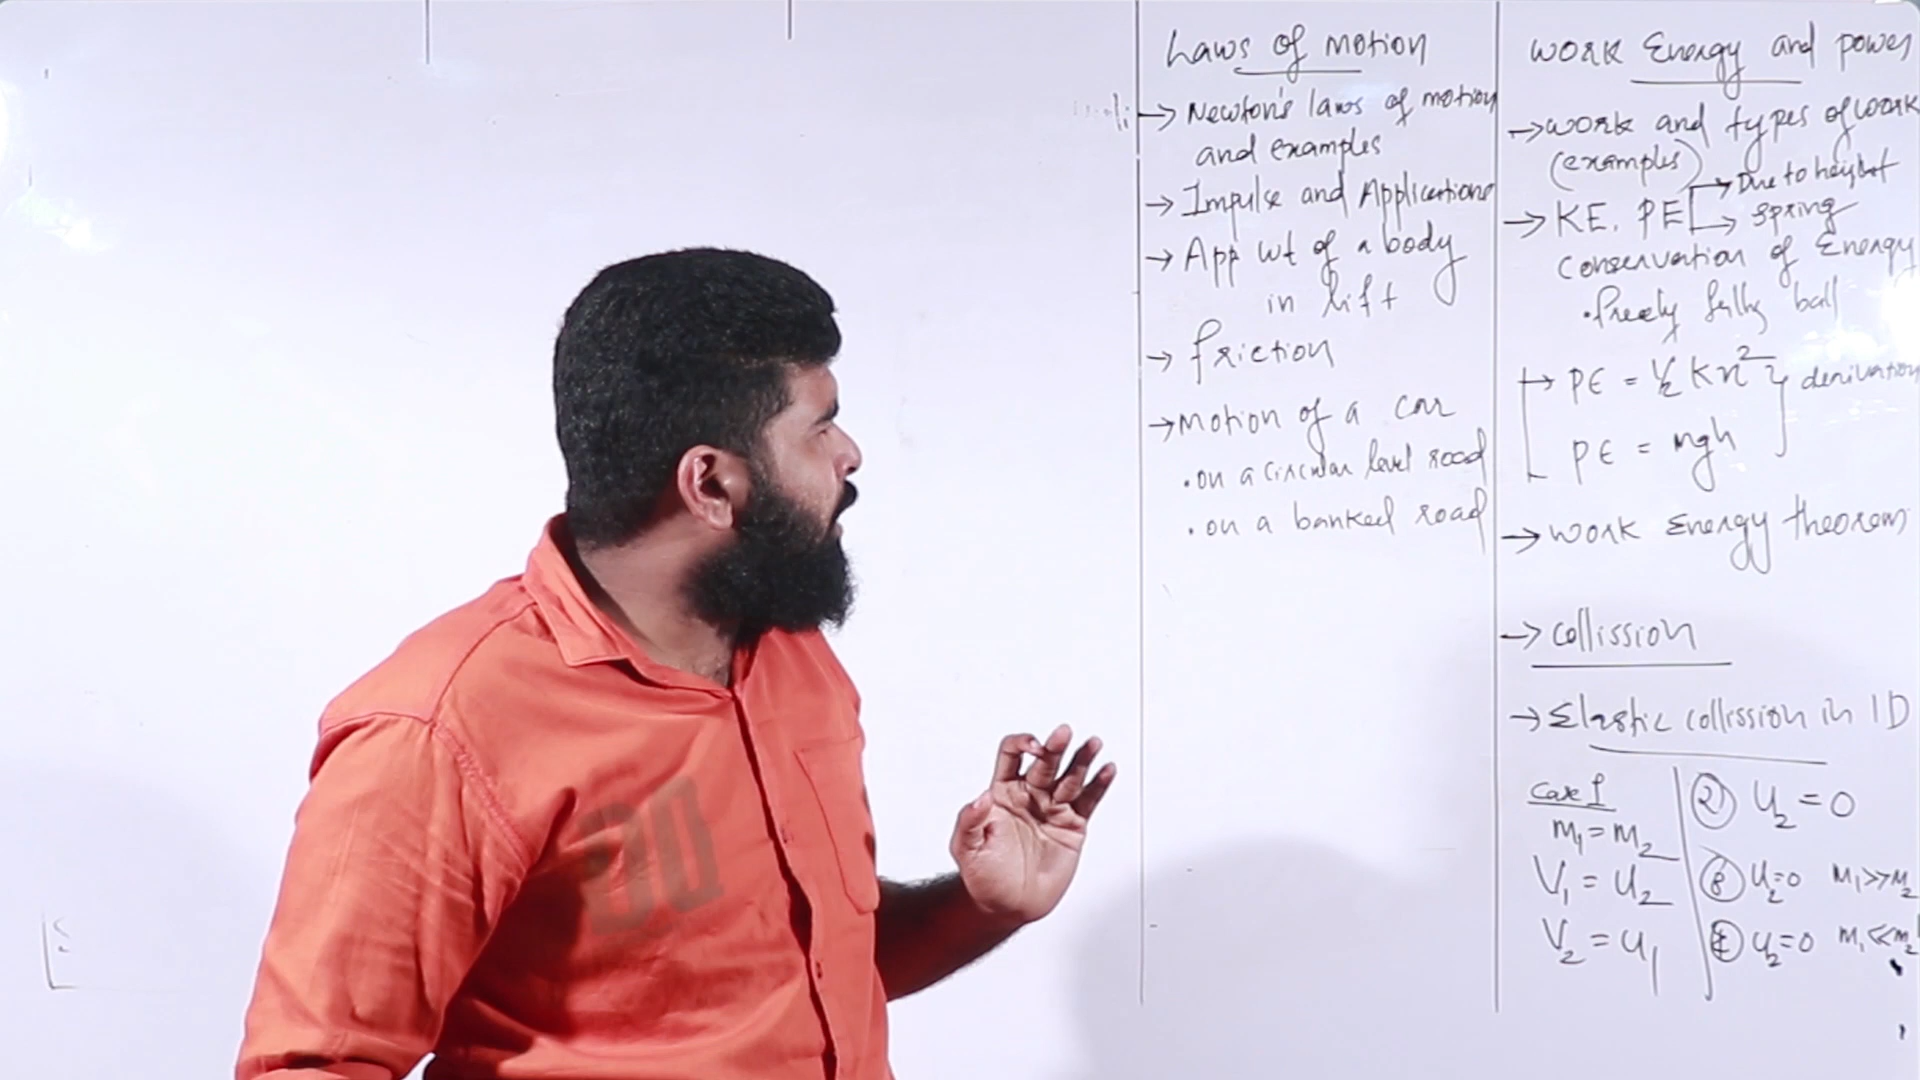 Laws of motion
→ Newton's laws of motion
and examples
→ Impulse and Applications
→ App wt of a body
in lift
→ friction
→ motion of a car
• on a circular level road
• on a banked road
work Energy and power
→ work and types of work
(examples)
→ Due to height
→ KE, PE → spring
conservation of Energy
• freely falling ball
→ PE = ½ kx² } derivation
PE = mgh
→ work Energy theorem
→ collission
→ Elastic collission in 1D
Case 1
m₁ = m₂
V₁ = u₂
V₂ = u₁
② u₂ = 0
③ u₂=0 m₁>>m₂
④ u₂=0 m₁<<m₂